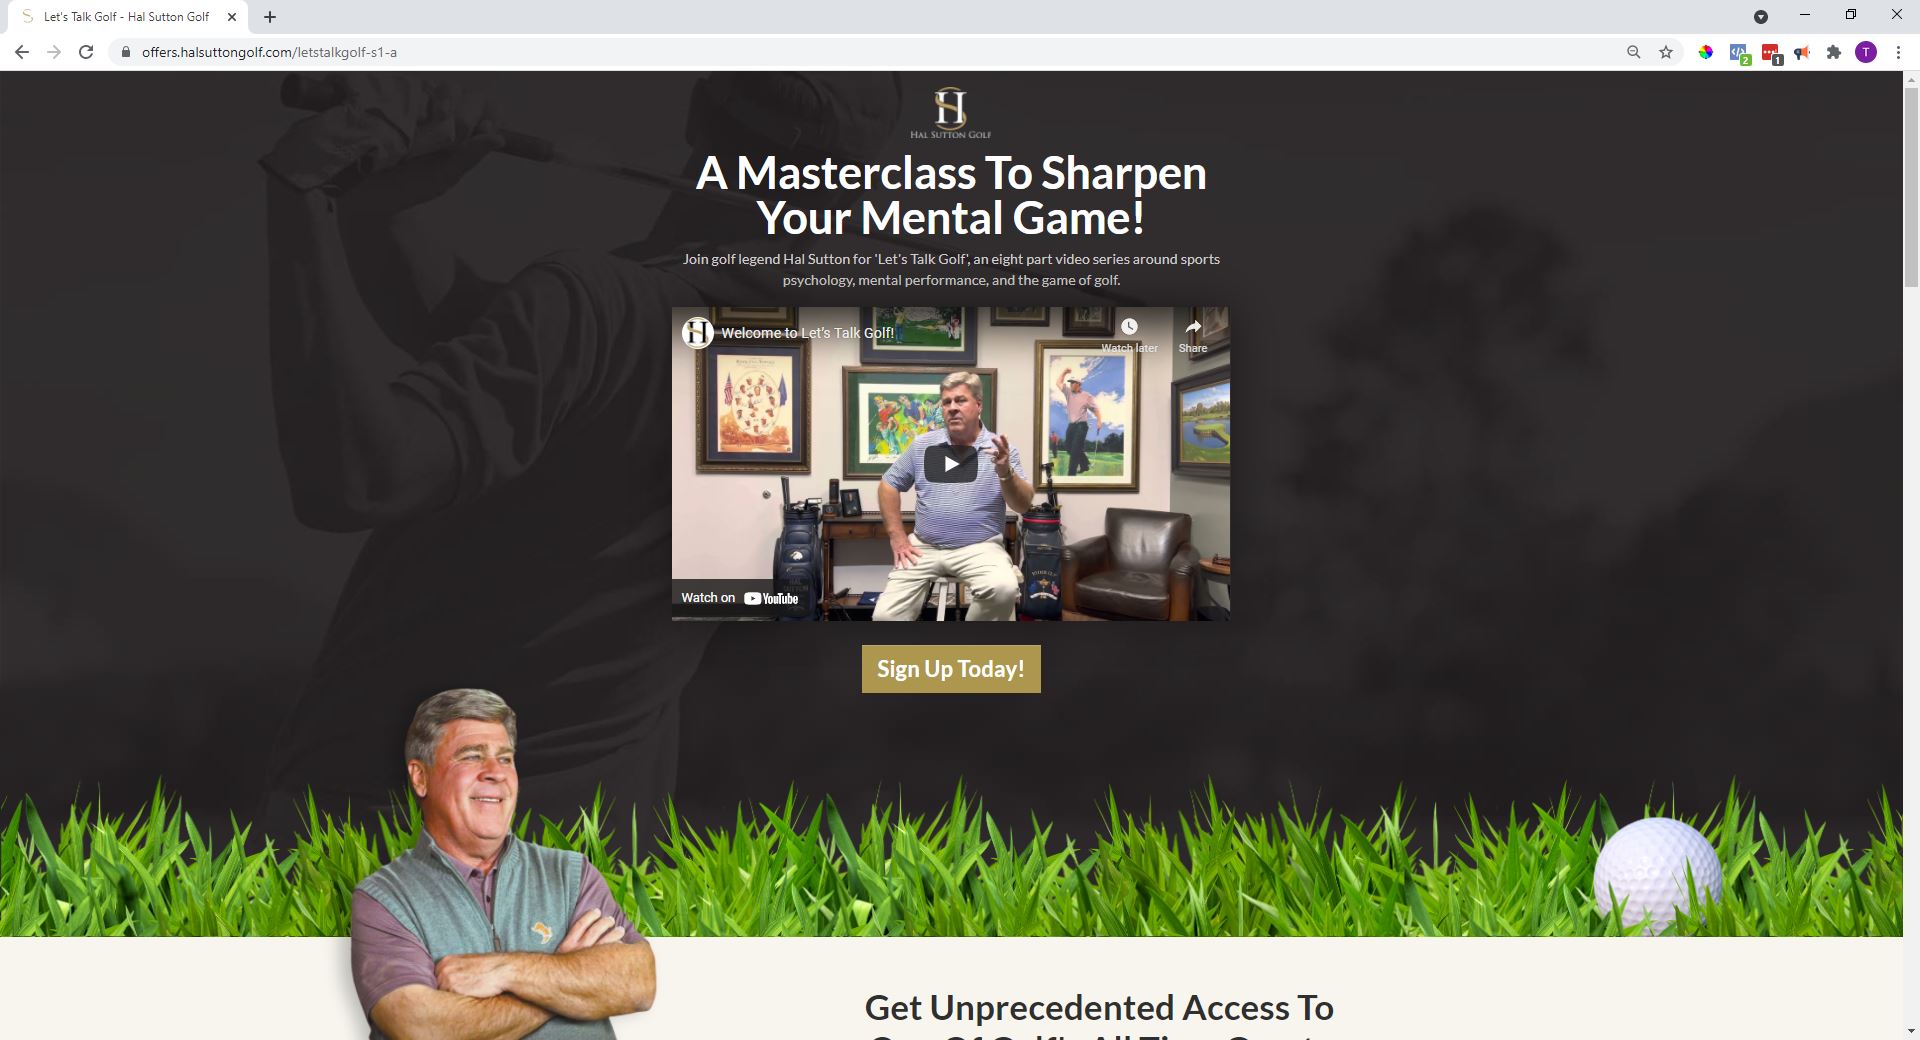 Let's Talk Golf - Hal Sutton Golf
offers.halsuttongolf.com/letstalkgolf-s1-a
2
1
T
H
HAL SUTTON GOLF
A Masterclass To Sharpen
Your Mental Game!
Join golf legend Hal Sutton for 'Let's Talk Golf', an eight part video series around sports
psychology, mental performance, and the game of golf.
Welcome to Let's Talk Golf!
Watch later
Share
Watch on YouTube
Sign Up Today!
Get Unprecedented Access To